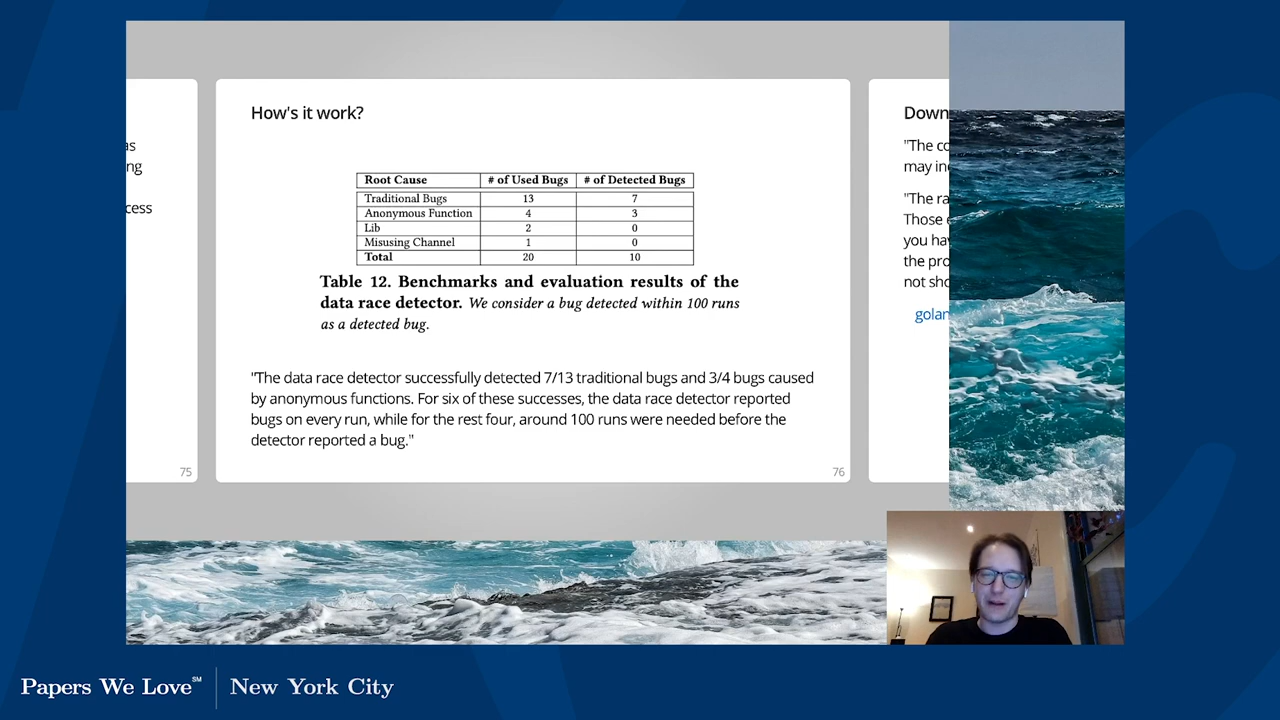 as
ng
cess
75
How's it work?
Root Cause # of Used Bugs # of Detected Bugs
Traditional Bugs 13 7
Anonymous Function 4 3
Lib 2 0
Misusing Channel 1 0
Total 20 10
Table 12. Benchmarks and evaluation results of the
data race detector. We consider a bug detected within 100 runs
as a detected bug.
"The data race detector successfully detected 7/13 traditional bugs and 3/4 bugs caused
by anonymous functions. For six of these successes, the data race detector reported
bugs on every run, while for the rest four, around 100 runs were needed before the
detector reported a bug."
76
Down
"The co
may in
"The ra
Those
you ha
the pro
not sho
golan
Papers We Love℠ New York City